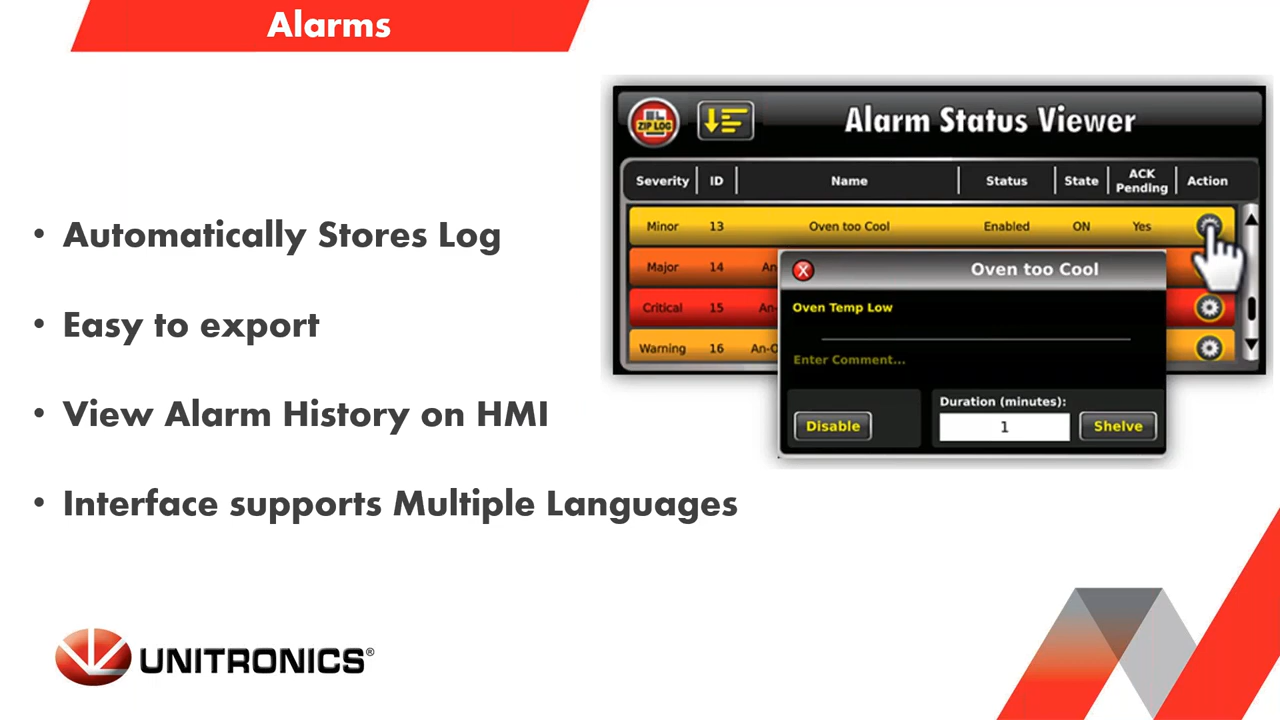 Alarms
• Automatically Stores Log
• Easy to export
• View Alarm History on HMI
• Interface supports Multiple Languages
ZIP LOG
Alarm Status Viewer
Severity ID Name Status State ACK Pending Action
Minor 13 Oven too Cool Enabled ON Yes
Major 14 An-
Critical 15 An-
Warning 16 An-O
Oven too Cool
Oven Temp Low
Enter Comment...
Disable
Duration (minutes):
1
Shelve
UNITRONICS®